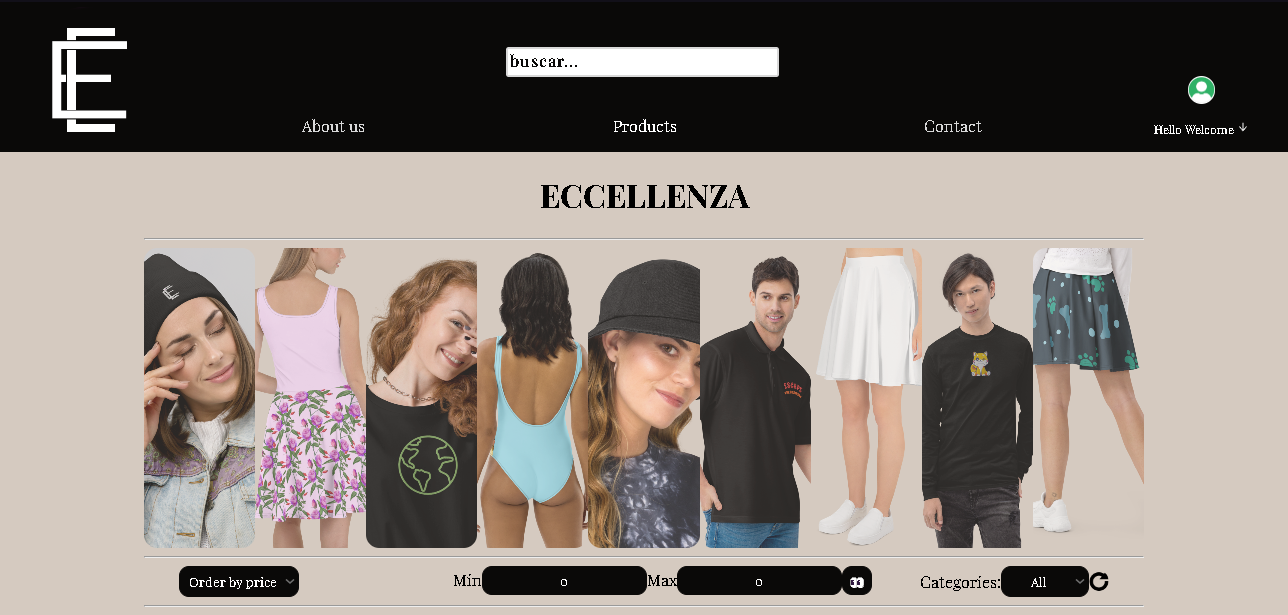 buscar...
About us Products Contact
Hello Welcome ↓
ECCELLENZA
Order by price Min 0 Max 0 Categories: All